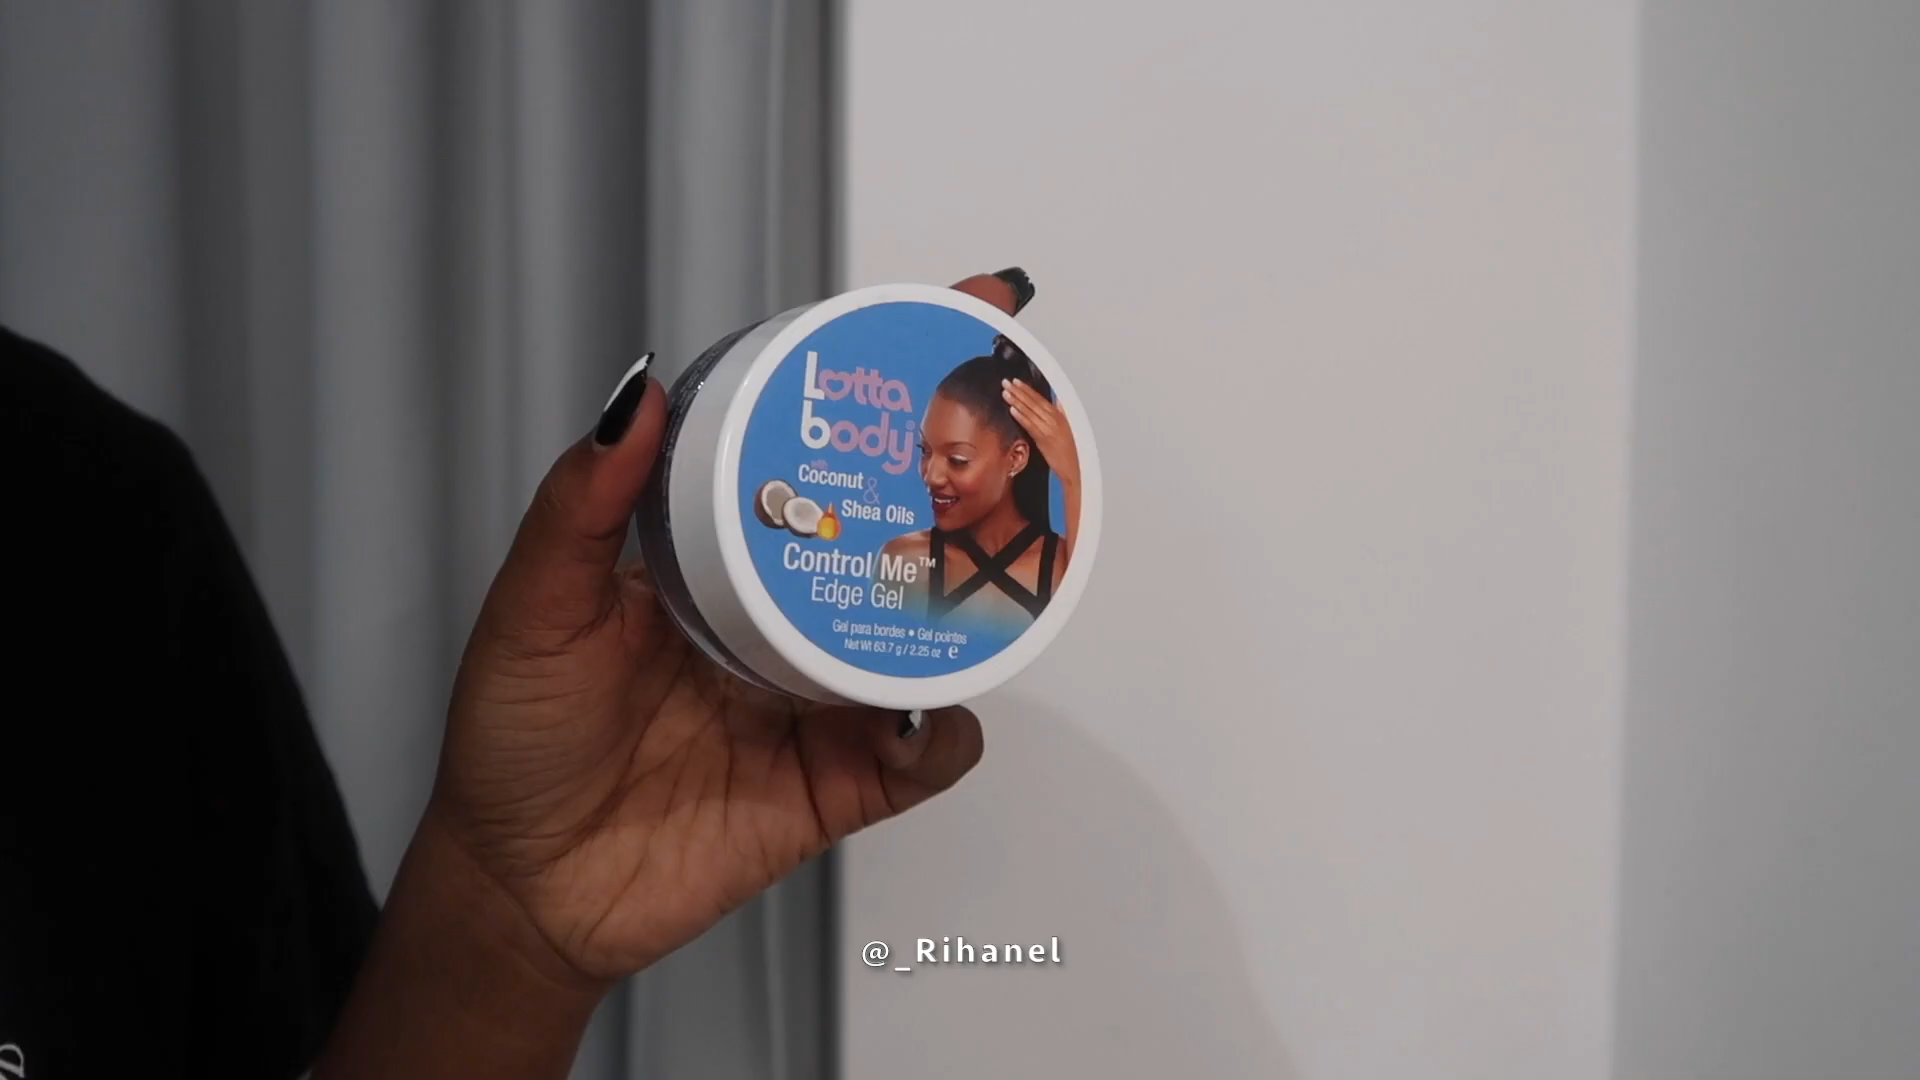 Lotta
body®
with
Coconut
&
Shea Oils
Control Me™
Edge Gel
Gel para bordes • Gel pointes
Net Wt 63.7 g / 2.25 oz e
@_Rihanel